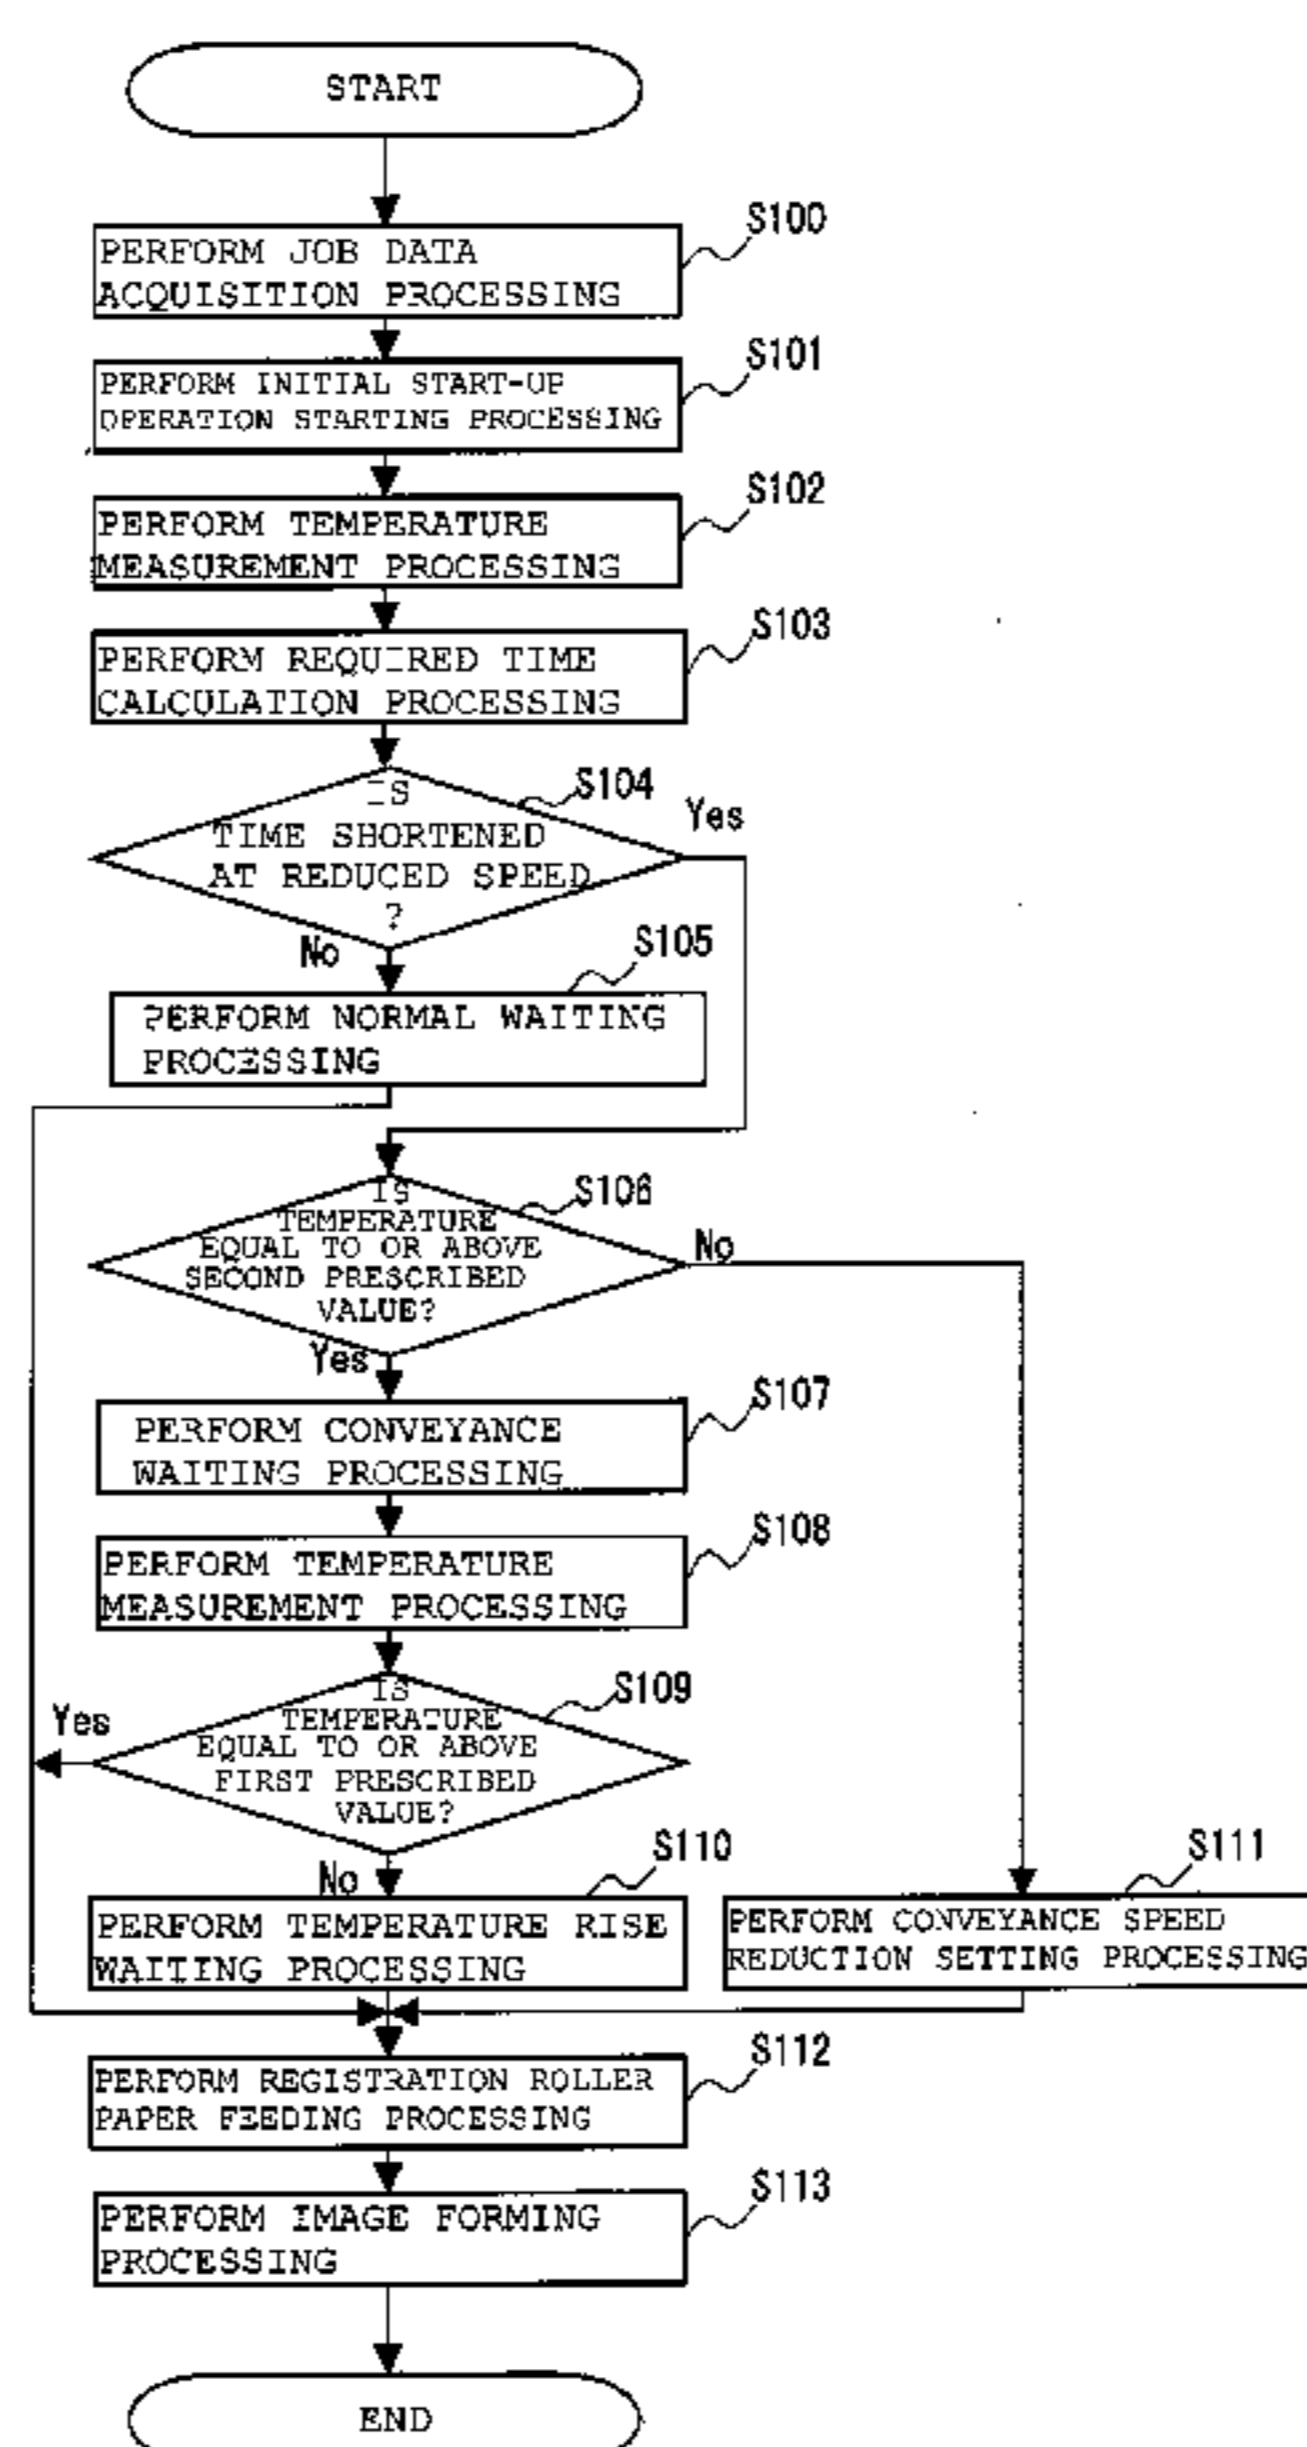 START
S100
PERFORM JOB DATA
ACQUISITION PROCESSING
S101
PERFORM INITIAL START-UP
OPERATION STARTING PROCESSING
S102
PERFORM TEMPERATURE
MEASUREMENT PROCESSING
S103
PERFORM REQUIRED TIME
CALCULATION PROCESSING
S104
IS
TIME SHORTENED
AT REDUCED SPEED
?
Yes
No
S105
PERFORM NORMAL WAITING
PROCESSING
S106
IS
TEMPERATURE
EQUAL TO OR ABOVE
SECOND PRESCRIBED
VALUE?
No
Yes
S107
PERFORM CONVEYANCE
WAITING PROCESSING
S108
PERFORM TEMPERATURE
MEASUREMENT PROCESSING
S109
IS
TEMPERATURE
EQUAL TO OR ABOVE
FIRST PRESCRIBED
VALUE?
Yes
No
S110
PERFORM TEMPERATURE RISE
WAITING PROCESSING
S111
PERFORM CONVEYANCE SPEED
REDUCTION SETTING PROCESSING
S112
PERFORM REGISTRATION ROLLER
PAPER FEEDING PROCESSING
S113
PERFORM IMAGE FORMING
PROCESSING
END